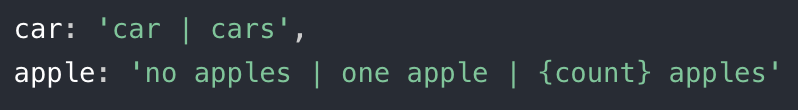 car: 'car | cars',
apple: 'no apples | one apple | {count} apples'